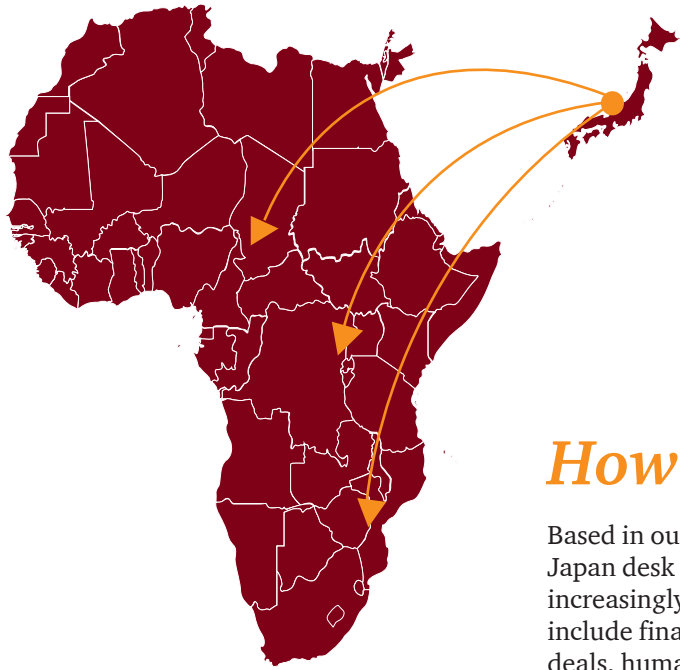 How
Based in ou
Japan desk
increasingly
include fina
deals, huma